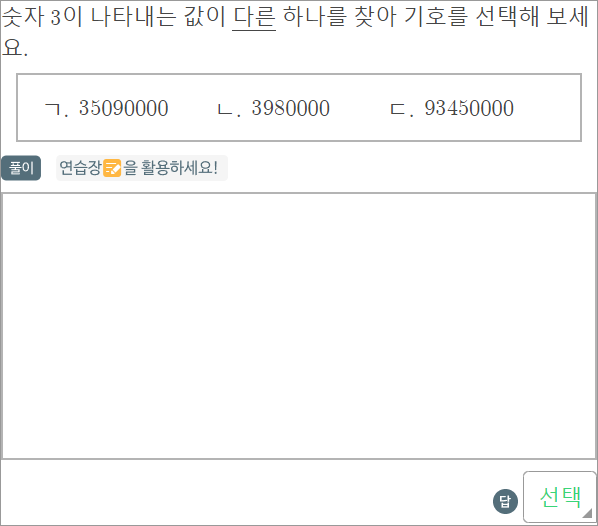 숫자 3이 나타내는 값이 다른 하나를 찾아 기호를 선택해 보세
요.
ㄱ. 35090000 ㄴ. 3980000 ㄷ. 93450000
풀이 연습장을 활용하세요!
답 선택